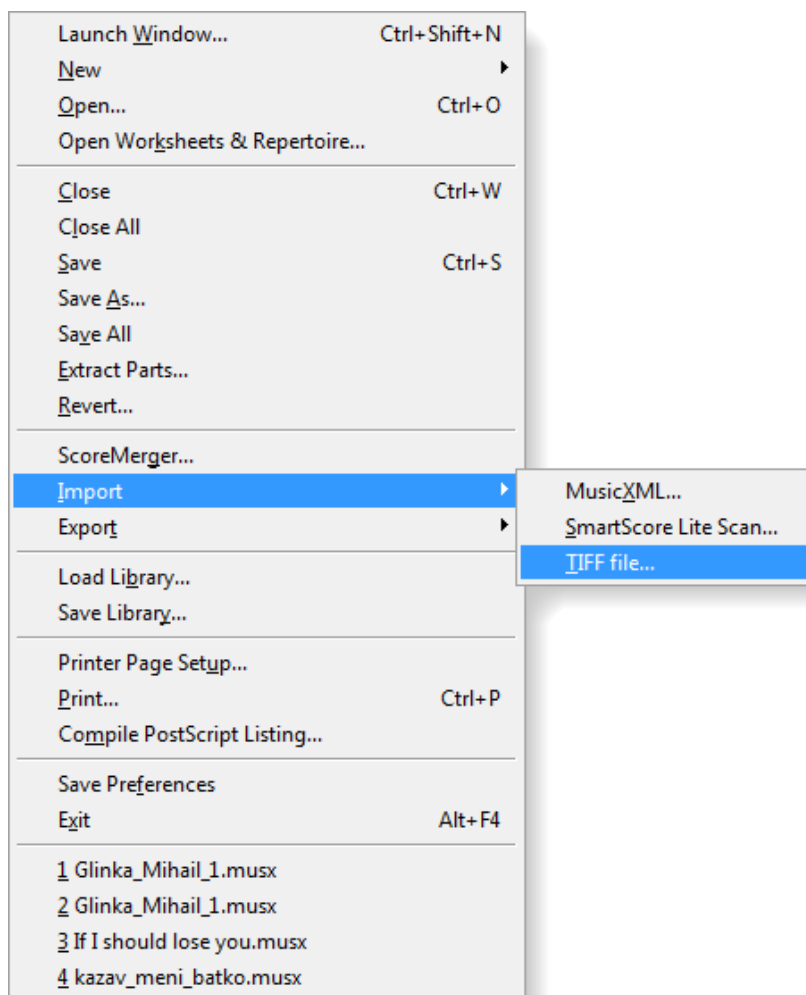 Launch Window... Ctrl+Shift+N
New
Open... Ctrl+O
Open Worksheets & Repertoire...
Close Ctrl+W
Close All
Save Ctrl+S
Save As...
Save All
Extract Parts...
Revert...
ScoreMerger...
Import
Export
Load Library...
Save Library...
Printer Page Setup...
Print... Ctrl+P
Compile PostScript Listing...
Save Preferences
Exit Alt+F4
1 Glinka_Mihail_1.musx
2 Glinka_Mihail_1.musx
3 If I should lose you.musx
4 kazav_meni_batko.musx
MusicXML...
SmartScore Lite Scan...
TIFF file...